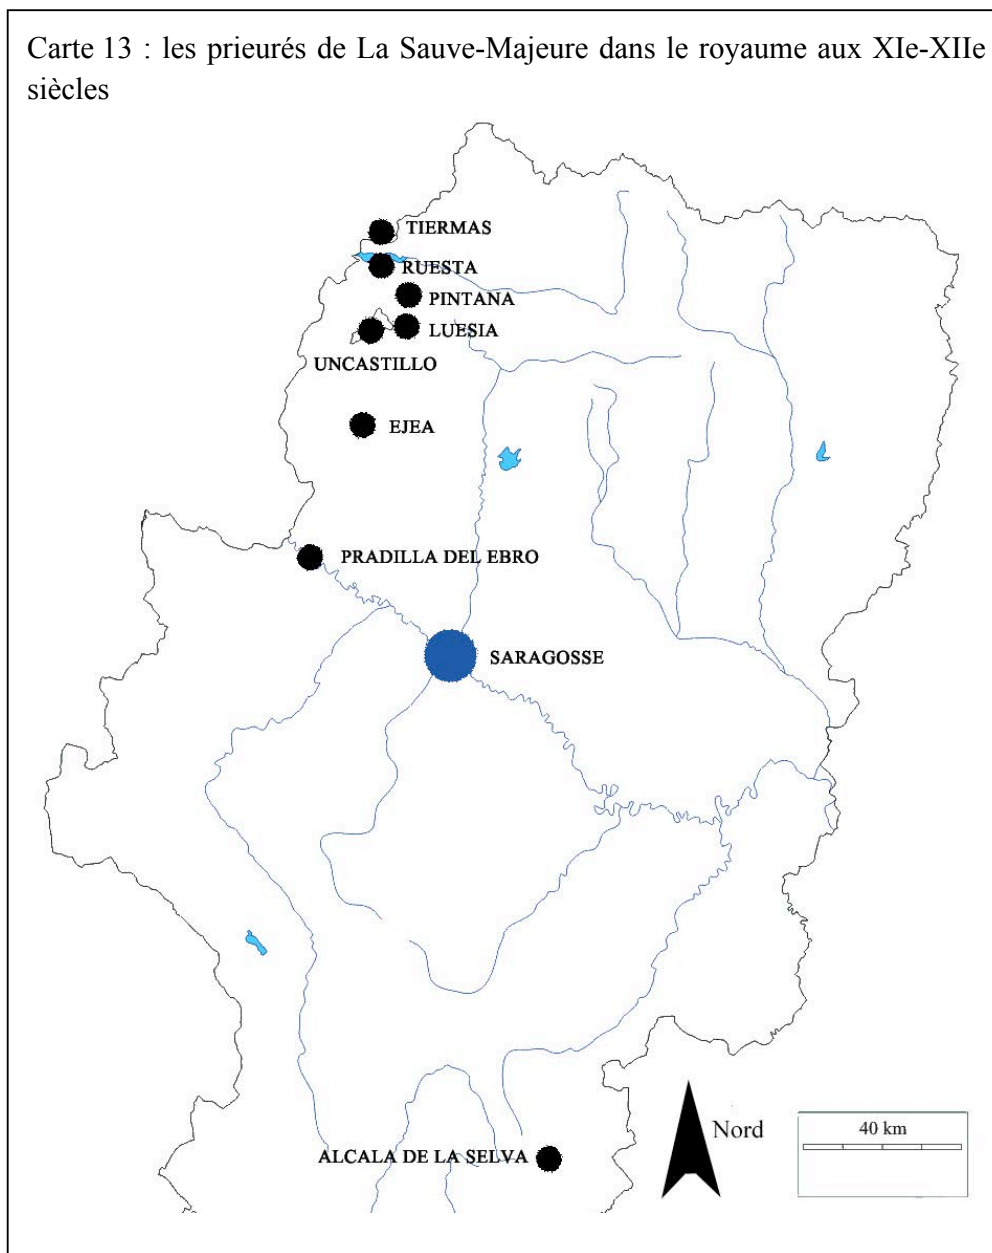 Carte 13 : les prieurés de La Sauve-Majeure dans le royaume aux XIe-XIIe
siècles
TIERMAS
RUESTA
PINTANA
LUESIA
UNCASTILLO
EJEA
PRADILLA DEL EBRO
SARAGOSSE
Nord
40 km
ALCALA DE LA SELVA